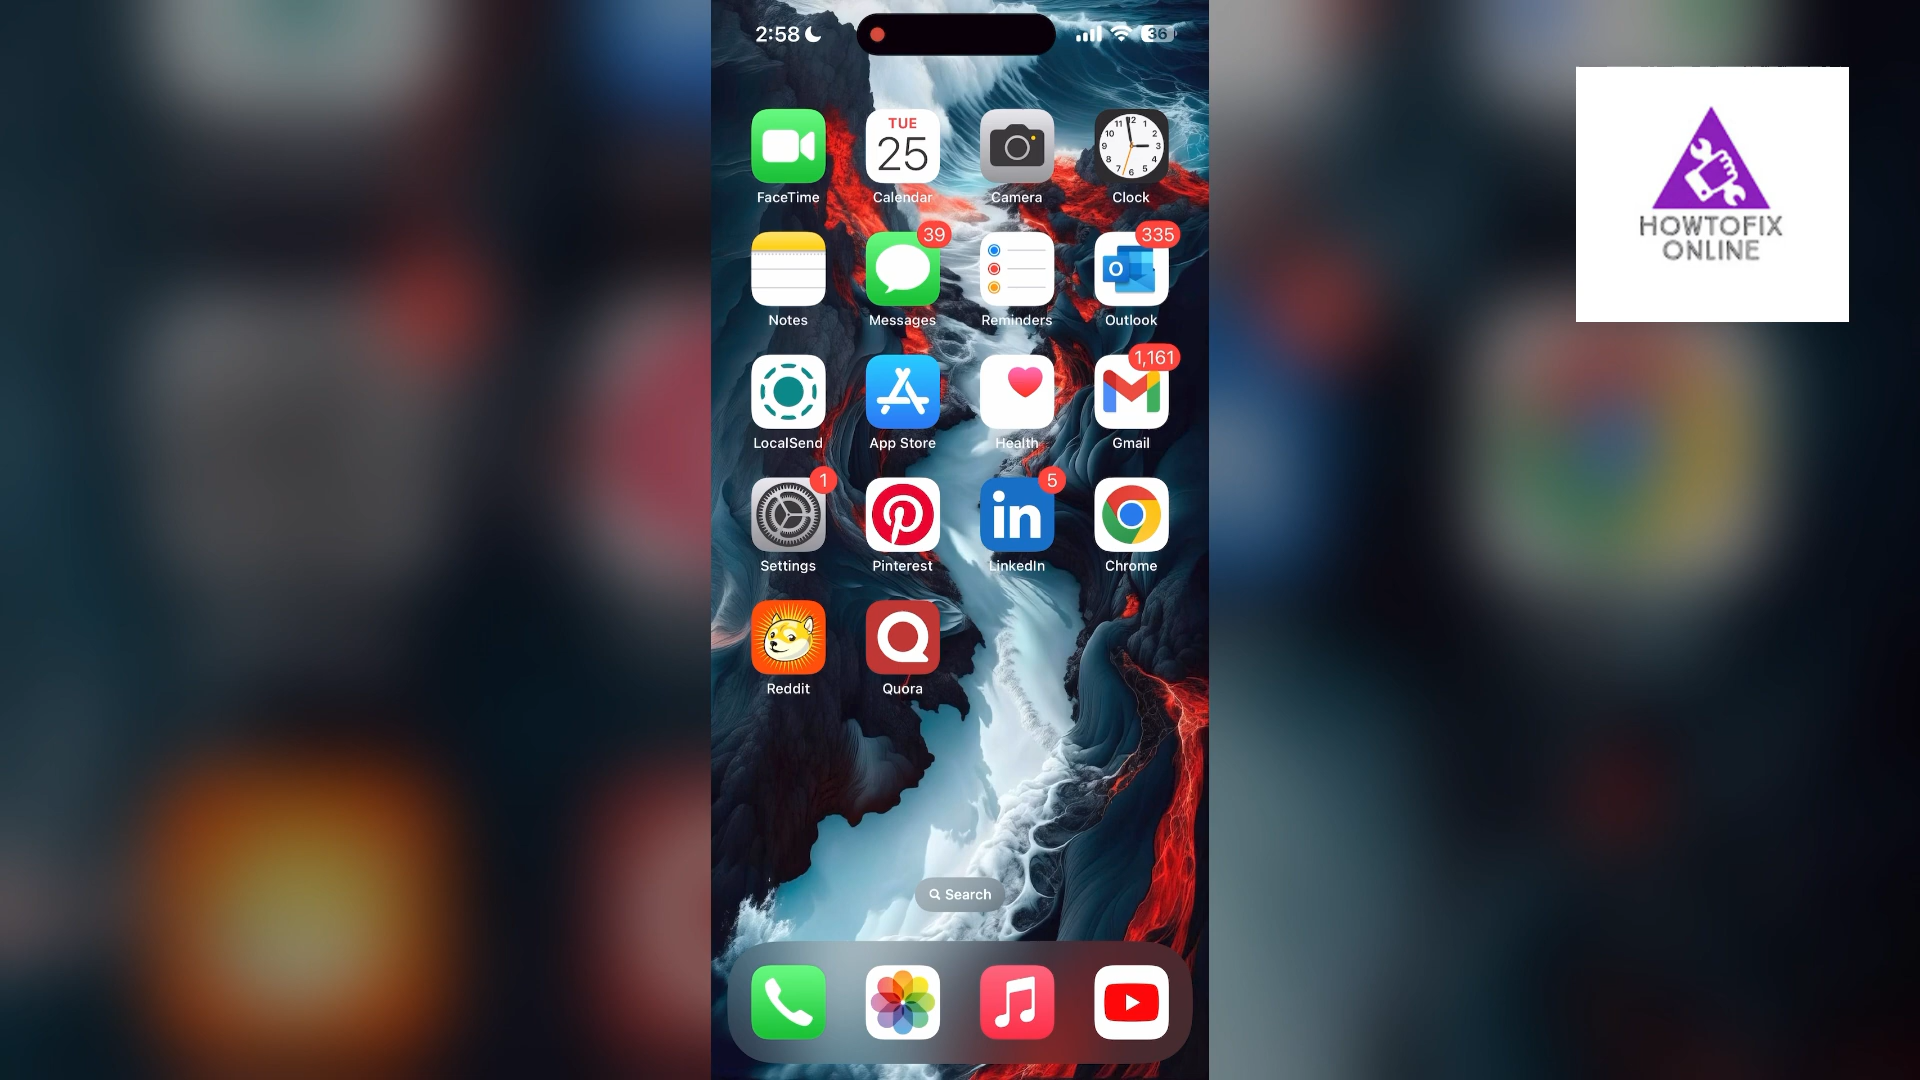 2:58
36
TUE
25
FaceTime
Calendar
Camera
Clock
39
335
Notes
Messages
Reminders
Outlook
1,161
LocalSend
App Store
Health
Gmail
1
5
in
Settings
Pinterest
LinkedIn
Chrome
Reddit
Quora
Search
HOWTOFIX
ONLINE